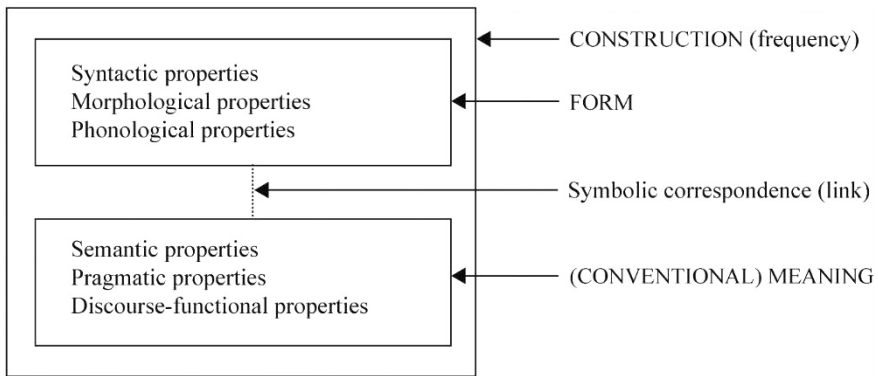 CONSTRUCTION (frequency)
Syntactic properties
Morphological properties
Phonological properties
FORM
Symbolic correspondence (link)
Semantic properties
Pragmatic properties
Discourse-functional properties
(CONVENTIONAL) MEANING